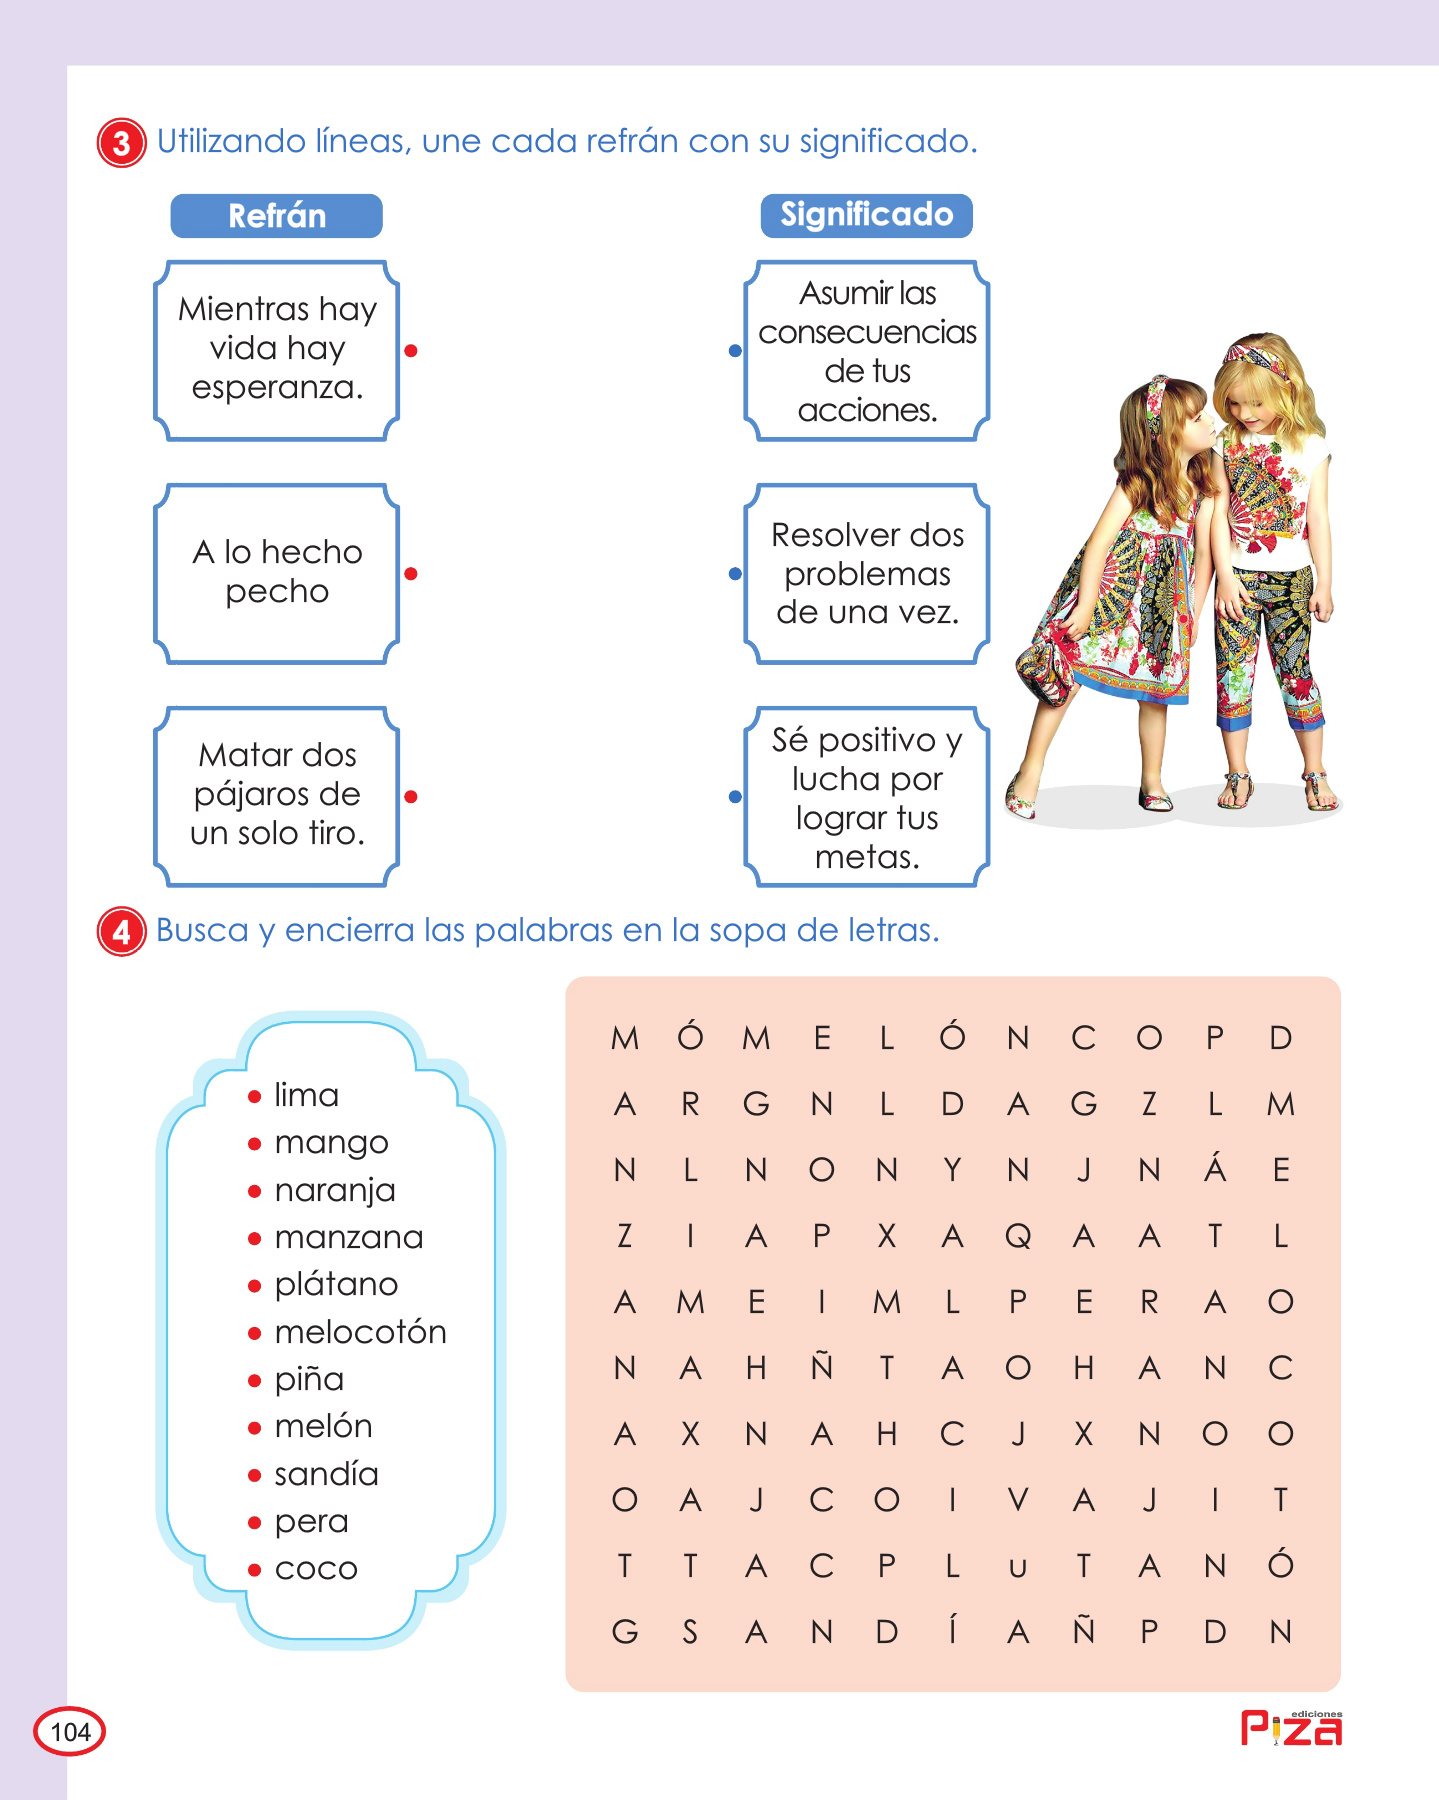 3 Utilizando líneas, une cada refrán con su significado.
Refrán
Significado
Mientras hay
vida hay
esperanza.
Asumir las
consecuencias
de tus
acciones.
A lo hecho
pecho
Resolver dos
problemas
de una vez.
Matar dos
pájaros de
un solo tiro.
Sé positivo y
lucha por
lograr tus
metas.
4 Busca y encierra las palabras en la sopa de letras.
• lima
• mango
• naranja
• manzana
• plátano
• melocotón
• piña
• melón
• sandía
• pera
• coco
M Ó M E L Ó N C O P D
A R G N L D A G Z L M
N L N O N Y N J N Á E
Z I A P X A Q A A T L
A M E I M L P E R A O
N A H Ñ T A O H A N C
A X N A H C J X N O O
O A J C O I V A J I T
T T A C P L u T A N Ó
G S A N D Í A Ñ P D N
104
ediciones
Piza